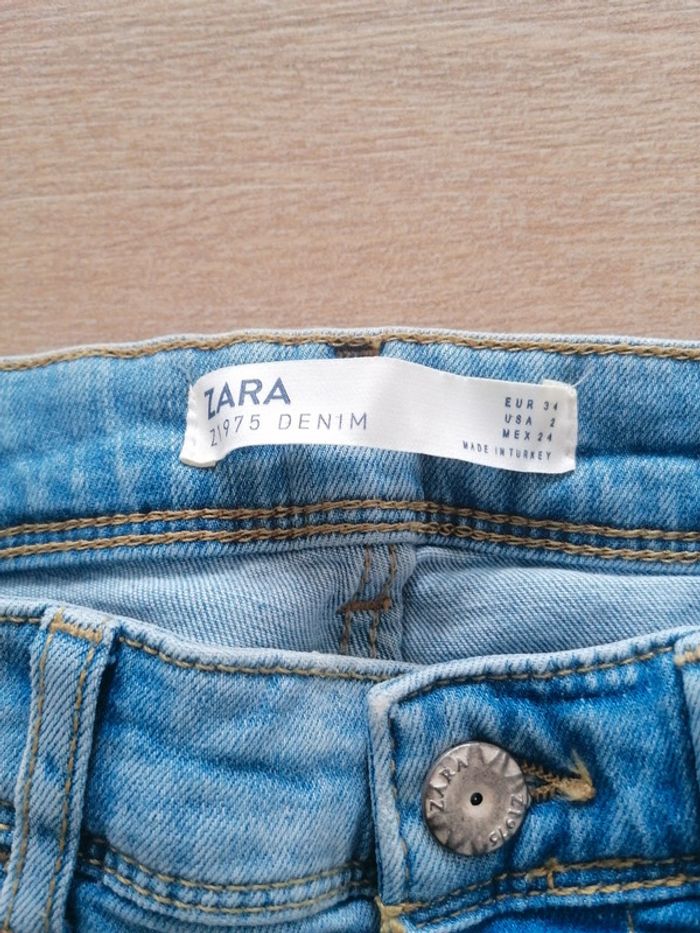 ZARA
Z1975 DENIM
EUR 34
USA 2
MEX 24
MADE IN TURKEY
ZARA
Z1975